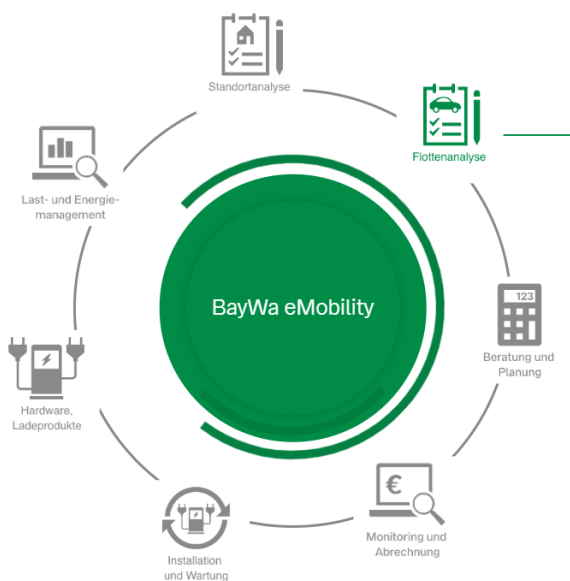 Standortanalyse
Flottenanalyse
123
Beratung und
Planung
€
Monitoring und
Abrechnung
Installation
und Wartung
Hardware,
Ladeprodukte
Last- und Energie-
management
BayWa eMobility